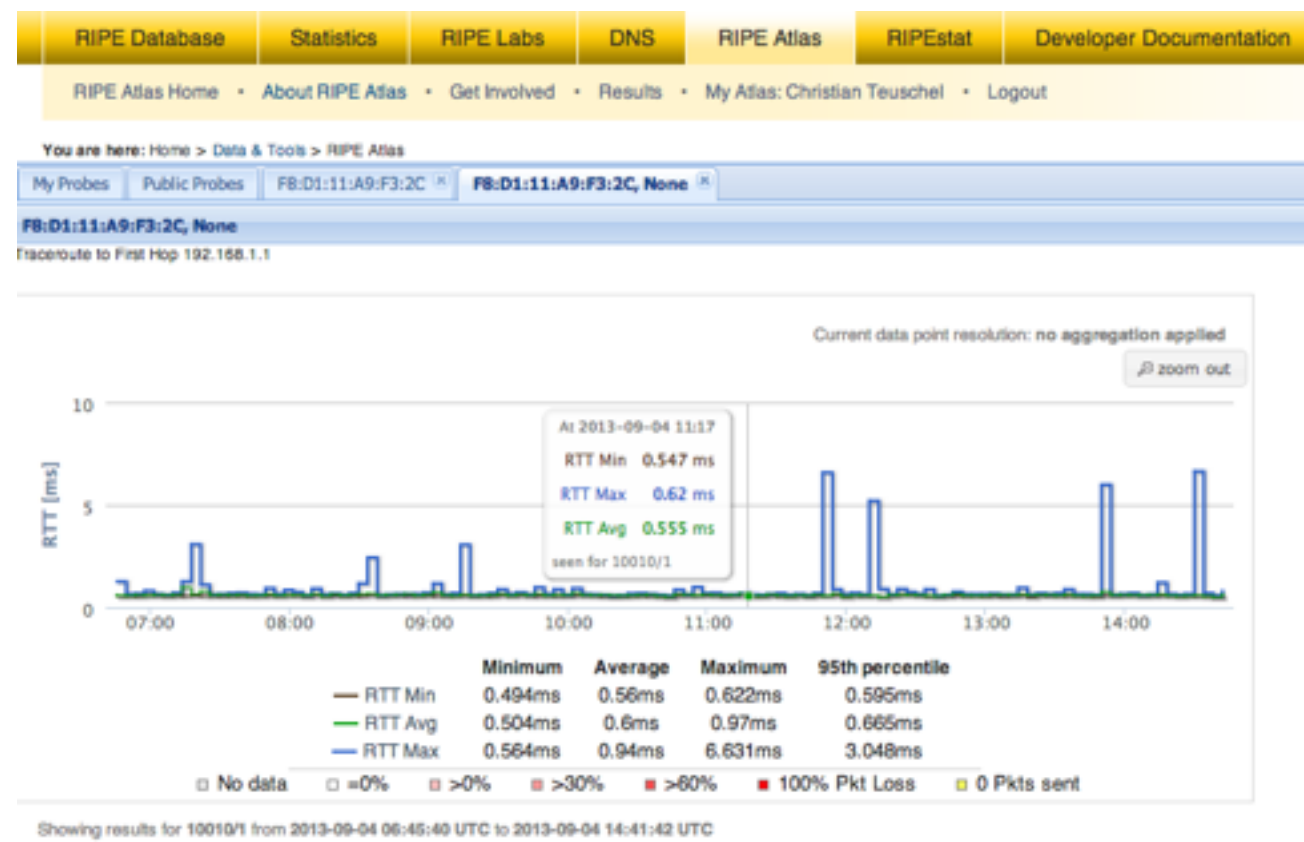 RIPE Database Statistics RIPE Labs DNS RIPE Atlas RIPEstat Developer Documentation
RIPE Atlas Home • About RIPE Atlas • Get Involved • Results • My Atlas: Christian Teuschel • Logout
You are here: Home > Data & Tools > RIPE Atlas
My Probes Public Probes F8:D1:11:A9:F3:2C F8:D1:11:A9:F3:2C, None
F8:D1:11:A9:F3:2C, None
Traceroute to First Hop 192.168.1.1
Current data point resolution: no aggregation applied
zoom out
RTT [ms]
10
5
0
At 2013-09-04 11:17
RTT Min 0.547 ms
RTT Max 0.62 ms
RTT Avg 0.555 ms
seen for 10010/1
07:00 08:00 09:00 10:00 11:00 12:00 13:00 14:00
Minimum Average Maximum 95th percentile
RTT Min 0.494ms 0.56ms 0.622ms 0.595ms
RTT Avg 0.504ms 0.6ms 0.97ms 0.665ms
RTT Max 0.564ms 0.94ms 6.631ms 3.048ms
No data =0% >0% >30% >60% 100% Pkt Loss 0 Pkts sent
Showing results for 10010/1 from 2013-09-04 06:45:40 UTC to 2013-09-04 14:41:42 UTC